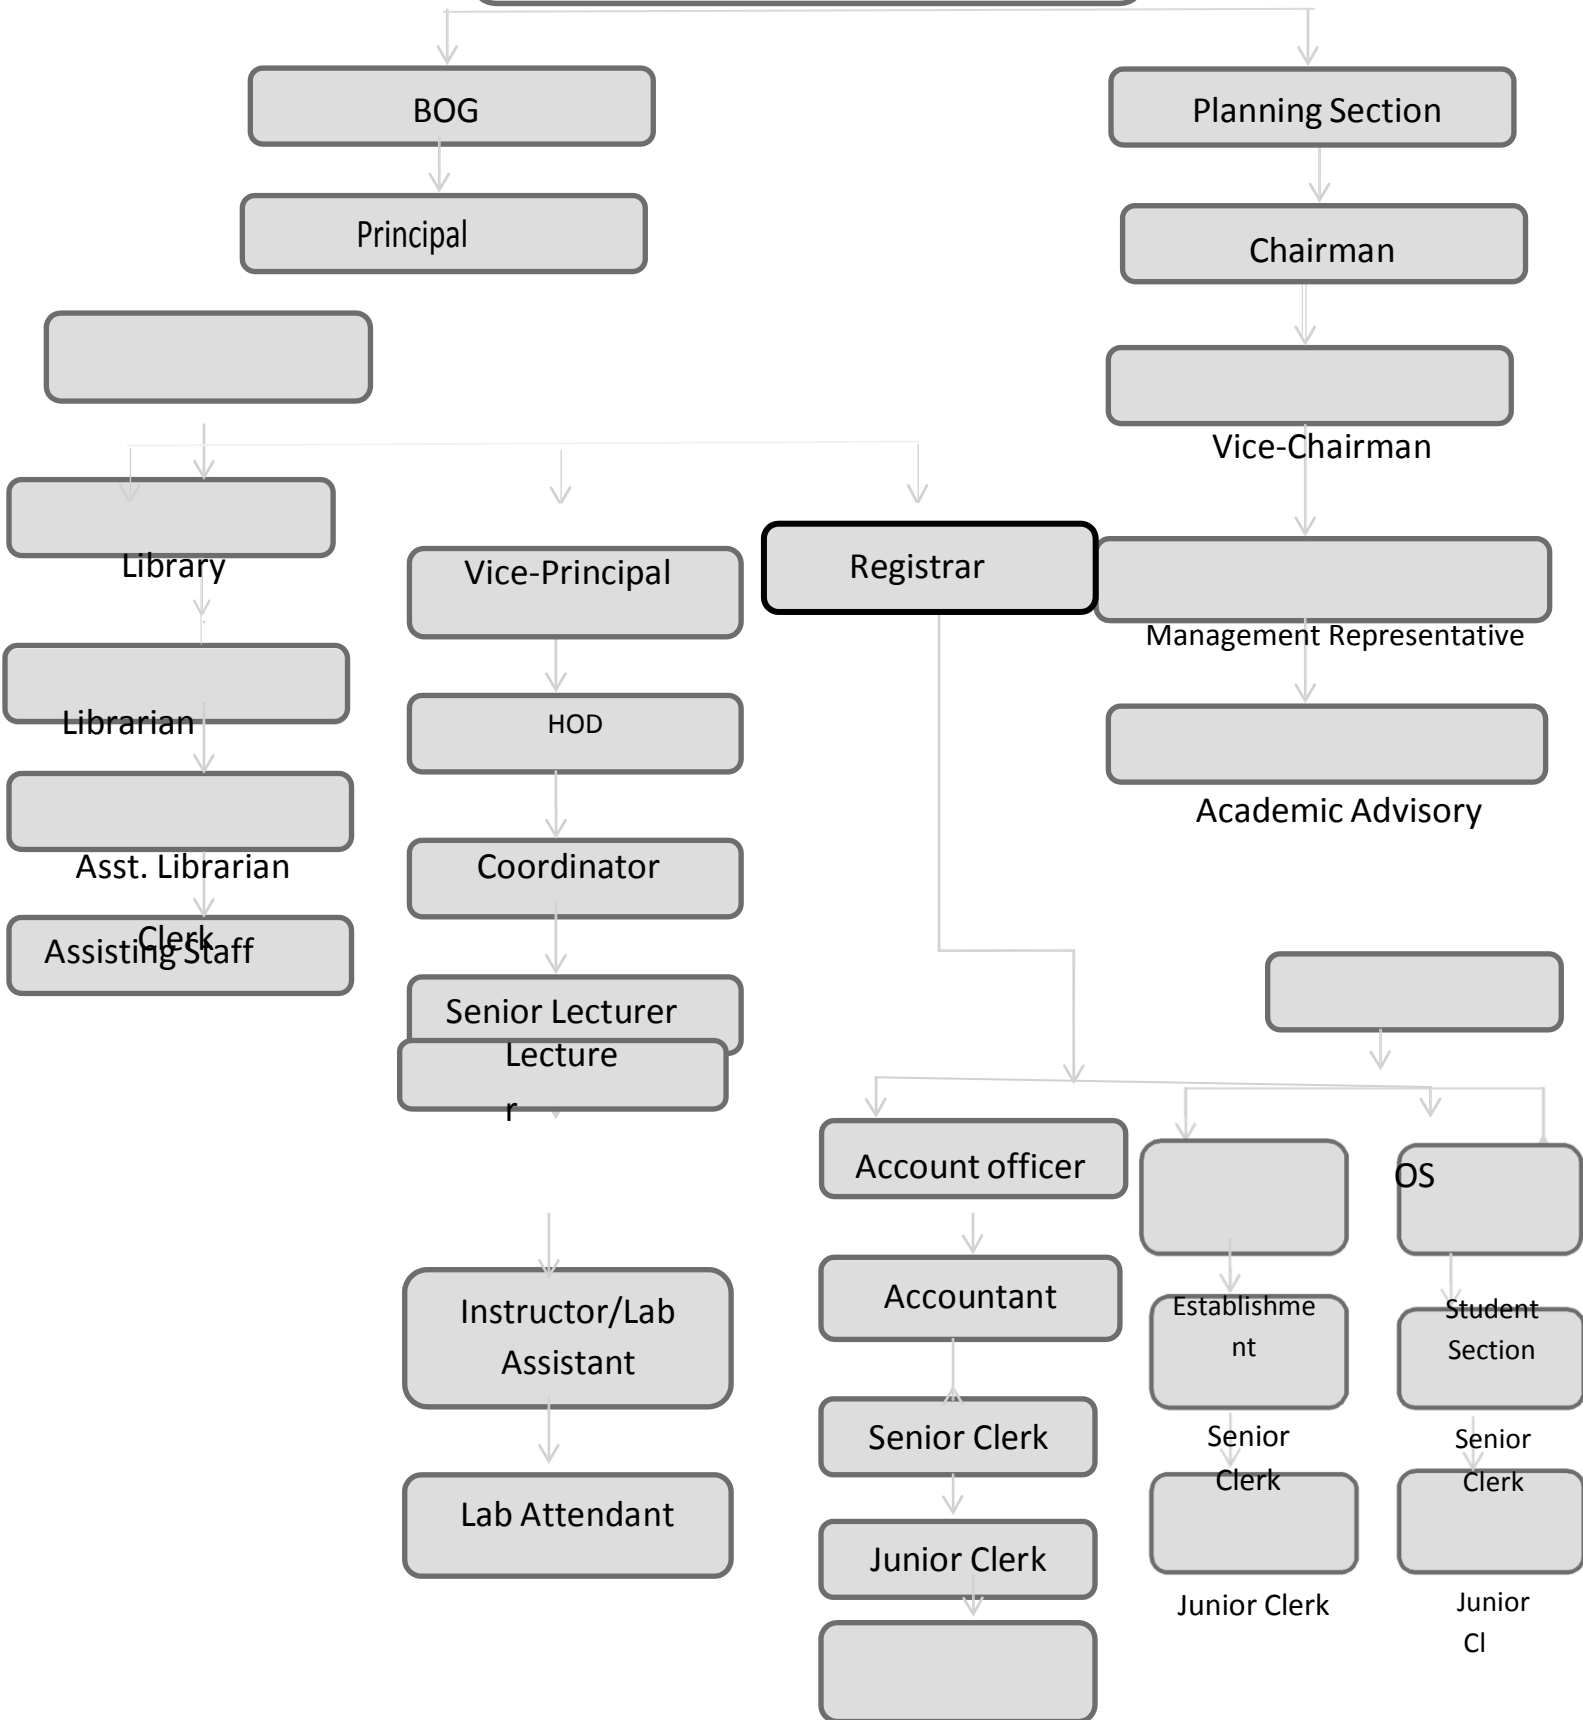 BOG
Planning Section
Principal
Chairman
Vice-Chairman
Library
Vice-Principal
Registrar
Management Representative
Librarian
HOD
Academic Advisory
Asst. Librarian
Coordinator
Clerk
Assisting Staff
Senior Lecturer
Lecture
r
Account officer
OS
Instructor/Lab
Assistant
Accountant
Establishme
nt
Student
Section
Senior Clerk
Senior
Clerk
Senior
Clerk
Lab Attendant
Junior Clerk
Junior Clerk
Junior
Cl